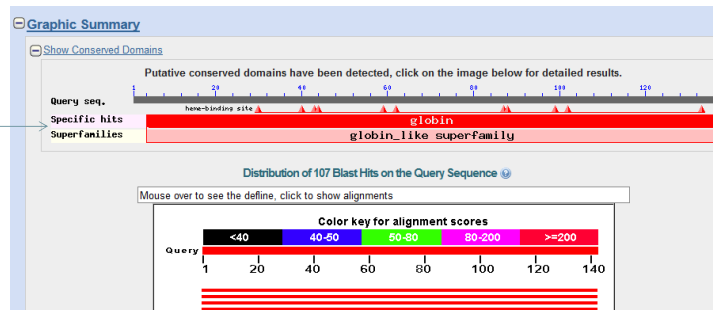 Graphic Summary
Show Conserved Domains
Putative conserved domains have been detected, click on the image below for detailed results.
1 20 40 60 80 100 120
Query seq.
heme-binding site
Specific hits globin
Superfamilies globin_like superfamily
Distribution of 107 Blast Hits on the Query Sequence
Mouse over to see the defline, click to show alignments
Color key for alignment scores
<40 40-50 50-80 80-200 >=200
Query
1 20 40 60 80 100 120 140